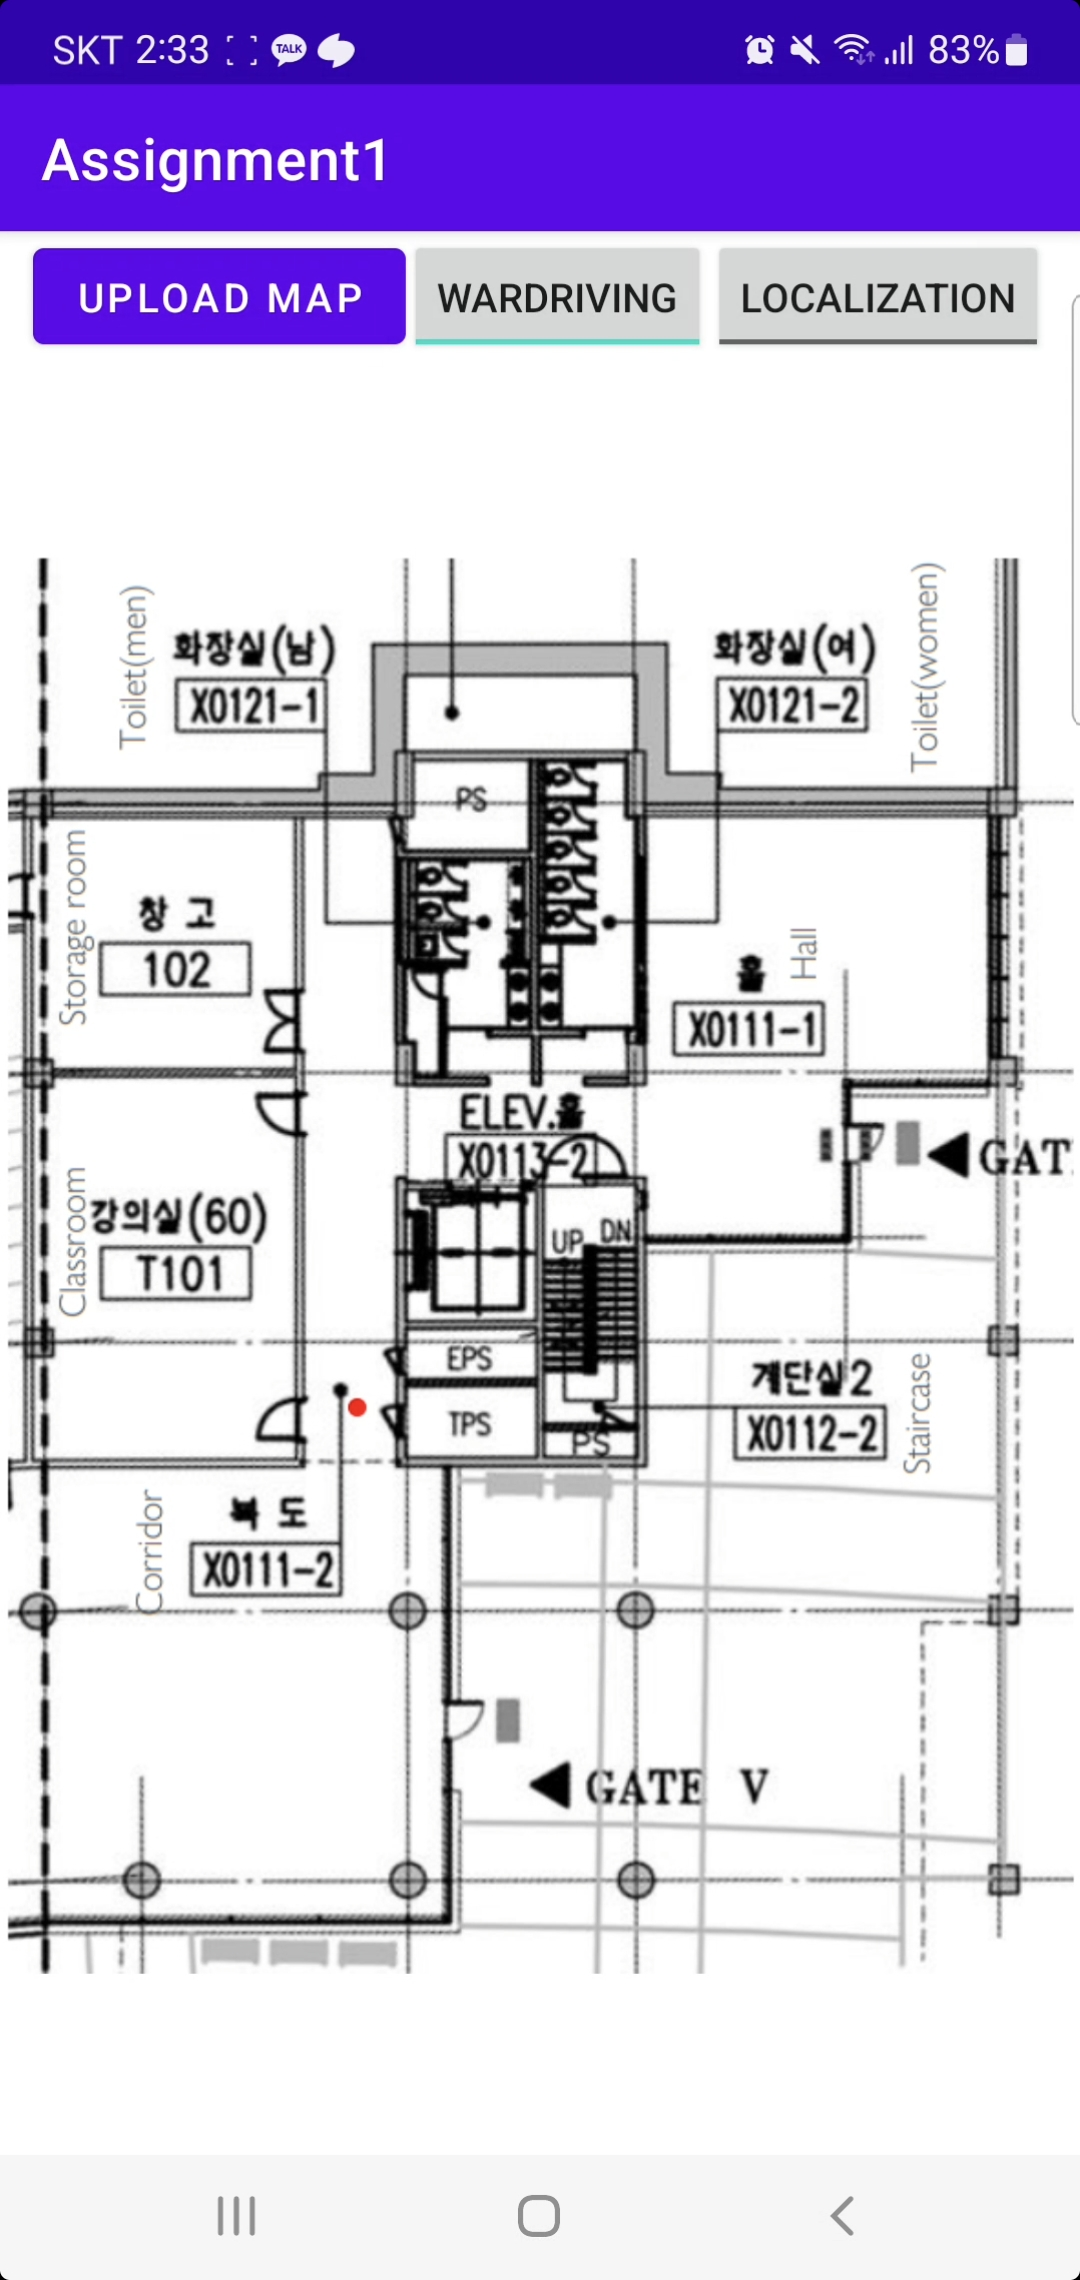 SKT 2:33 TALK 83%
Assignment1
UPLOAD MAP WARDRIVING LOCALIZATION
Toilet(men)
화장실(남)
X0121-1
화장실(여)
X0121-2
Toilet(women)
PS
Storage room
창 고
102
홀
Hall
X0111-1
ELEV.홀
X0113-2
GAT
Classroom
강의실(60)
T101
UP DN
EPS
TPS
PS
계단실2
X0112-2
Staircase
Corridor
복 도
X0111-2
GATE V